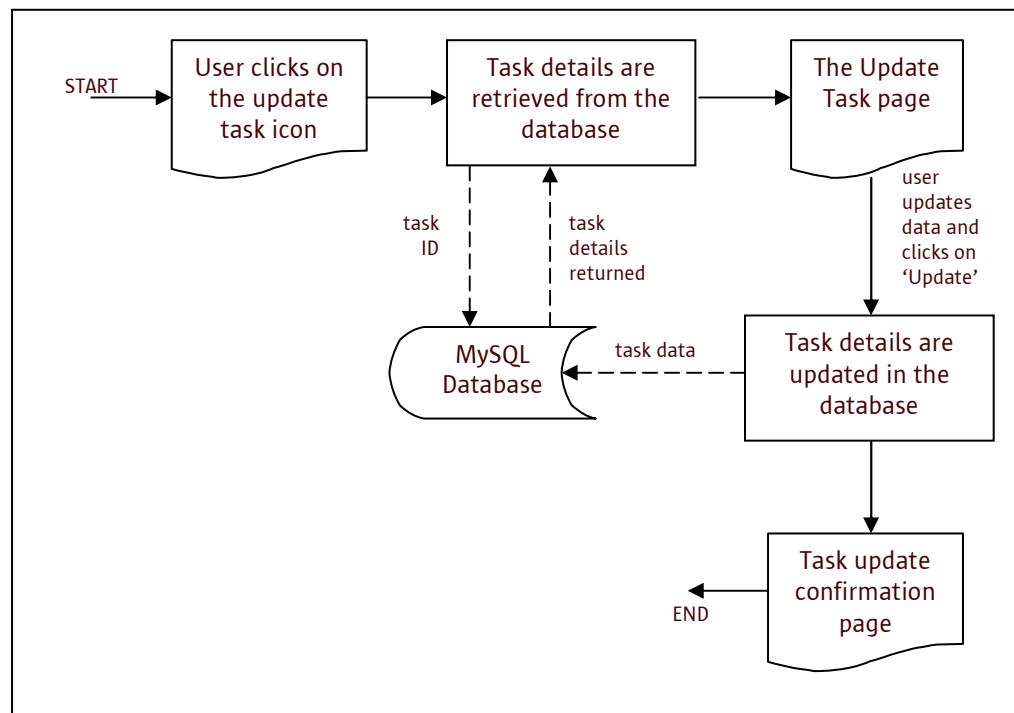 START
User clicks on
the update
task icon
Task details are
retrieved from the
database
The Update
Task page
task
ID
task
details
returned
user
updates
data and
clicks on
‘Update’
MySQL
Database
task data
Task details are
updated in the
database
Task update
confirmation
page
END